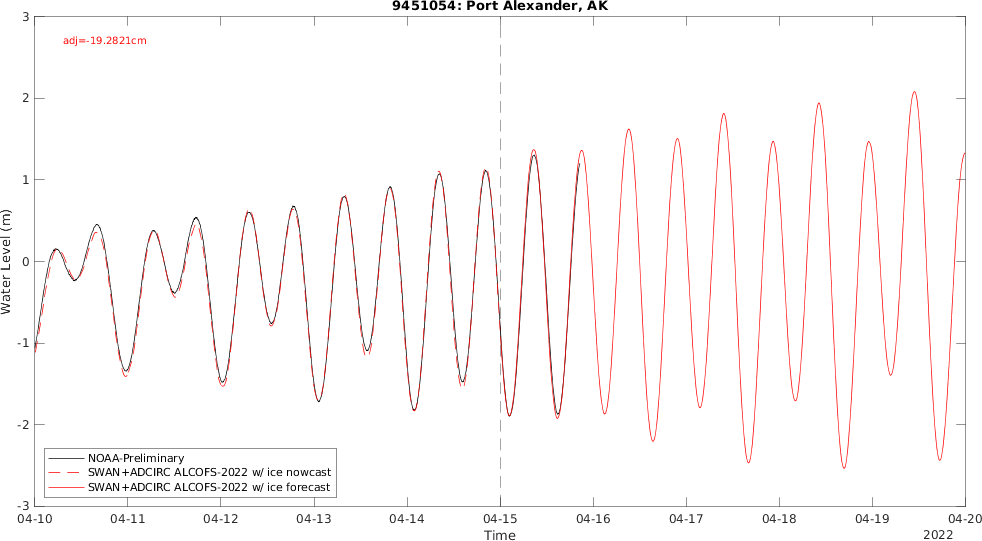 9451054: Port Alexander, AK
adj=-19.2821cm
3
2
1
0
-1
-2
-3
Water Level (m)
NOAA-Preliminary
SWAN+ADCIRC ALCOFS-2022 w/ ice nowcast
SWAN+ADCIRC ALCOFS-2022 w/ ice forecast
04-10 04-11 04-12 04-13 04-14 04-15 04-16 04-17 04-18 04-19 04-20
Time
2022